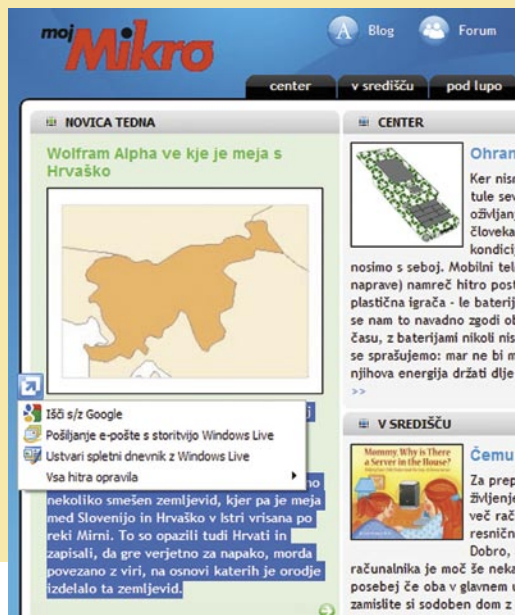 moj
Mikro
Blog
Forum
center
v središču
pod lupo
NOVICA TEDNA
Wolfram Alpha ve kje je meja s
Hrvaško
Išči s/z Google
Pošiljanje e-pošte s storitvijo Windows Live
Ustvari spletni dnevnik z Windows Live
Vsa hitra opravila
nekoliko smešen zemljevid, kjer pa je meja
med Slovenijo in Hrvaško v Istri vrisana po
reki Mirni. To so opazili tudi Hrvati in
zapisali, da gre verjetno za napako, morda
povezano z viri, na osnovi katerih je orodje
izdelalo ta zemljevid.
CENTER
Ohran
Ker nisr
tule sev
oživljanj
človeka
kondicij
nosimo s seboj. Mobilni tele
naprave) namreč hitro post
plastična igrača - le baterij
se nam to navadno zgodi ob
času, z baterijami nikoli nis
se sprašujemo: mar ne bi m
njihova energija držati dlje
>>
V SREDIŠČU
Mommy, Why is There
a Server in the House?
Čemu
Za prep
življenje
več rač
resničn
Dobro,
računalnika je moč še neka
posebej če oba v glavnem u
zamislite si sodoben dom z